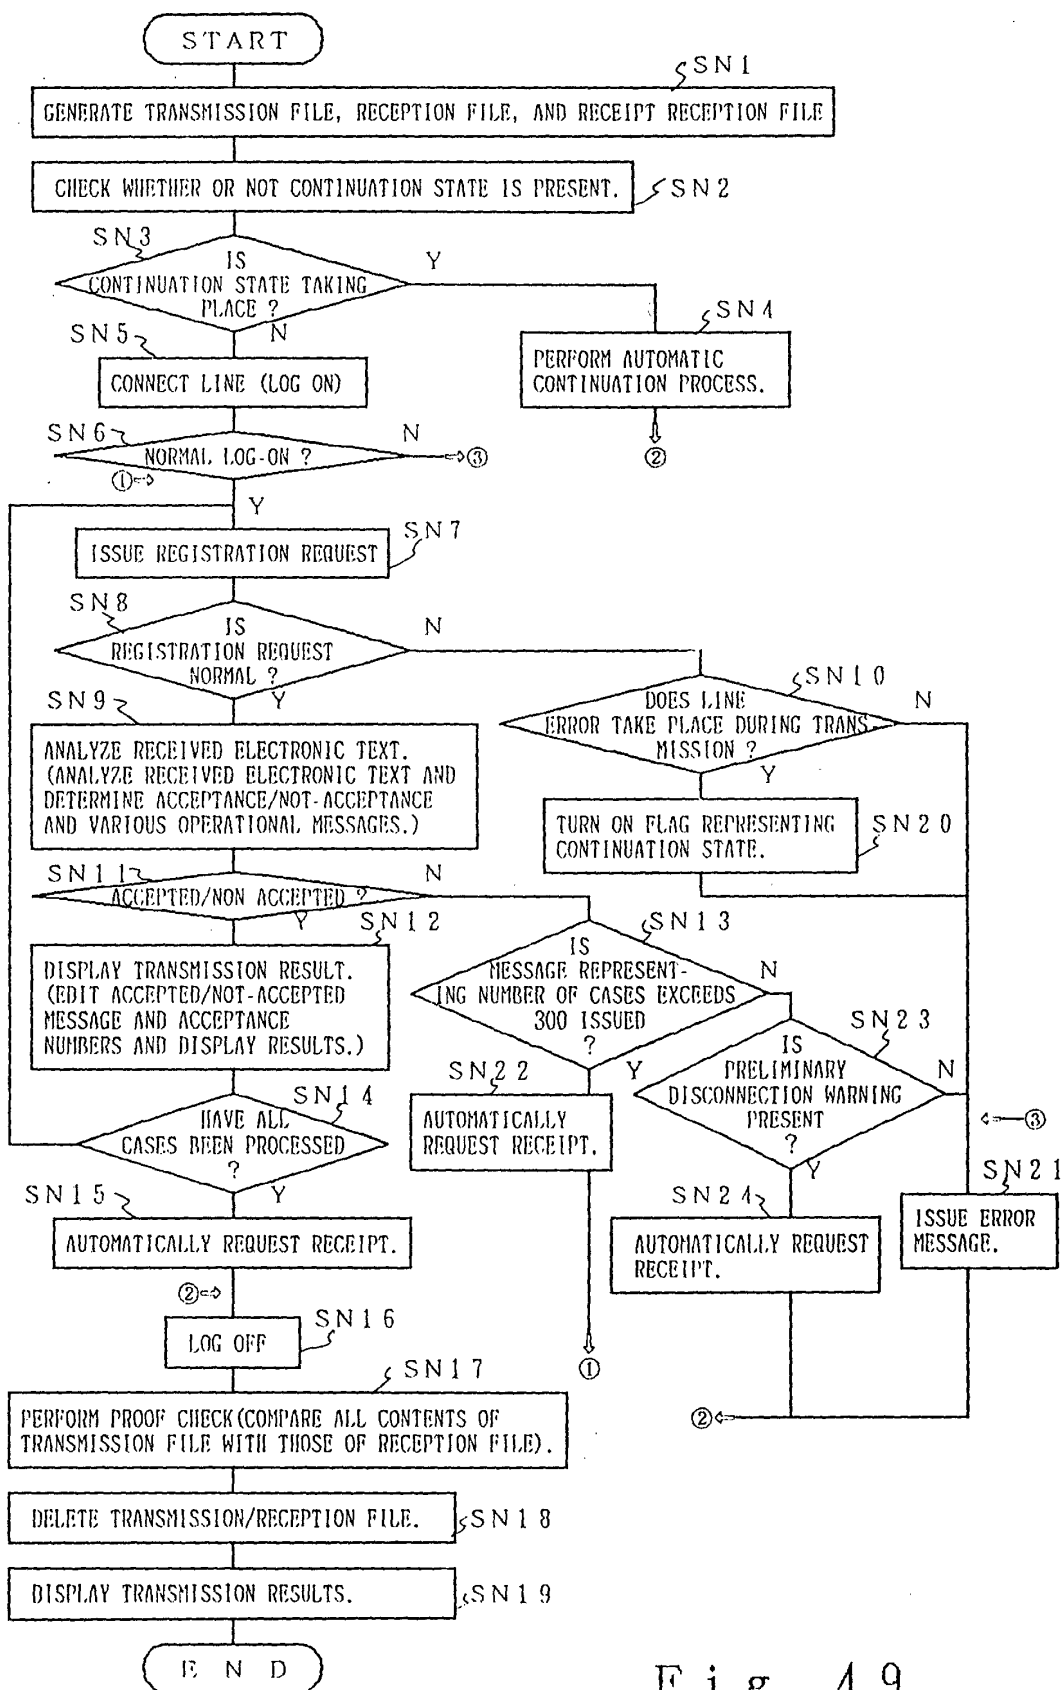 START
SN1
GENERATE TRANSMISSION FILE, RECEPTION FILE, AND RECEIPT RECEPTION FILE
CHECK WHETHER OR NOT CONTINUATION STATE IS PRESENT.
SN2
SN3
IS
CONTINUATION STATE TAKING
PLACE ?
Y
N
SN4
PERFORM AUTOMATIC
CONTINUATION PROCESS.
②
SN5
CONNECT LINE (LOG ON)
SN6
NORMAL LOG-ON ?
N
③
①
Y
ISSUE REGISTRATION REQUEST
SN7
SN8
IS
REGISTRATION REQUEST
NORMAL ?
N
Y
SN9
ANALYZE RECEIVED ELECTRONIC TEXT.
(ANALYZE RECEIVED ELECTRONIC TEXT AND
DETERMINE ACCEPTANCE/NOT-ACCEPTANCE
AND VARIOUS OPERATIONAL MESSAGES.)
SN10
DOES LINE
ERROR TAKE PLACE DURING TRANS-
MISSION ?
N
Y
TURN ON FLAG REPRESENTING
CONTINUATION STATE.
SN20
SN11
ACCEPTED/NON ACCEPTED ?
N
Y
SN12
DISPLAY TRANSMISSION RESULT.
(EDIT ACCEPTED/NOT-ACCEPTED
MESSAGE AND ACCEPTANCE
NUMBERS AND DISPLAY RESULTS.)
SN13
IS
MESSAGE REPRESENT-
ING NUMBER OF CASES EXCEEDS
300 ISSUED
?
N
Y
SN23
IS
PRELIMINARY
DISCONNECTION WARNING
PRESENT
?
N
Y
③
SN22
AUTOMATICALLY
REQUEST RECEIPT.
SN14
HAVE ALL
CASES BEEN PROCESSED
?
Y
SN15
AUTOMATICALLY REQUEST RECEIPT.
SN24
AUTOMATICALLY REQUEST
RECEIPT.
SN21
ISSUE ERROR
MESSAGE.
②
LOG OFF
SN16
①
②
SN17
PERFORM PROOF CHECK(COMPARE ALL CONTENTS OF
TRANSMISSION FILE WITH THOSE OF RECEPTION FILE).
DELETE TRANSMISSION/RECEPTION FILE.
SN18
DISPLAY TRANSMISSION RESULTS.
SN19
END
Fig. 49